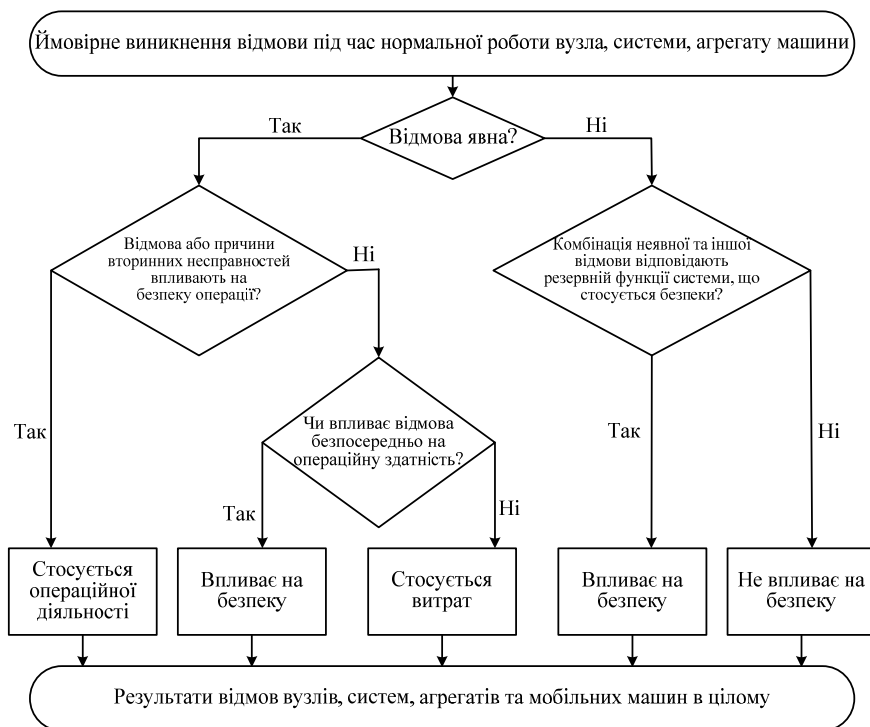 Ймовірне виникнення відмови під час нормальної роботи вузла, системи, агрегату машини
Так
Відмова явна?
Ні
Відмова або причини
вторинних несправностей
впливають на
безпеку операції?
Ні
Комбінація неявної та іншої
відмови відповідають
резервній функції системи, що
стосується безпеки?
Так
Чи впливає відмова
безпосередньо на
операційну здатність?
Так
Ні
Так
Ні
Стосується
операційної
діяльності
Впливає на
безпеку
Стосується
витрат
Впливає на
безпеку
Не впливає на
безпеку
Результати відмов вузлів, систем, агрегатів та мобільних машин в цілому